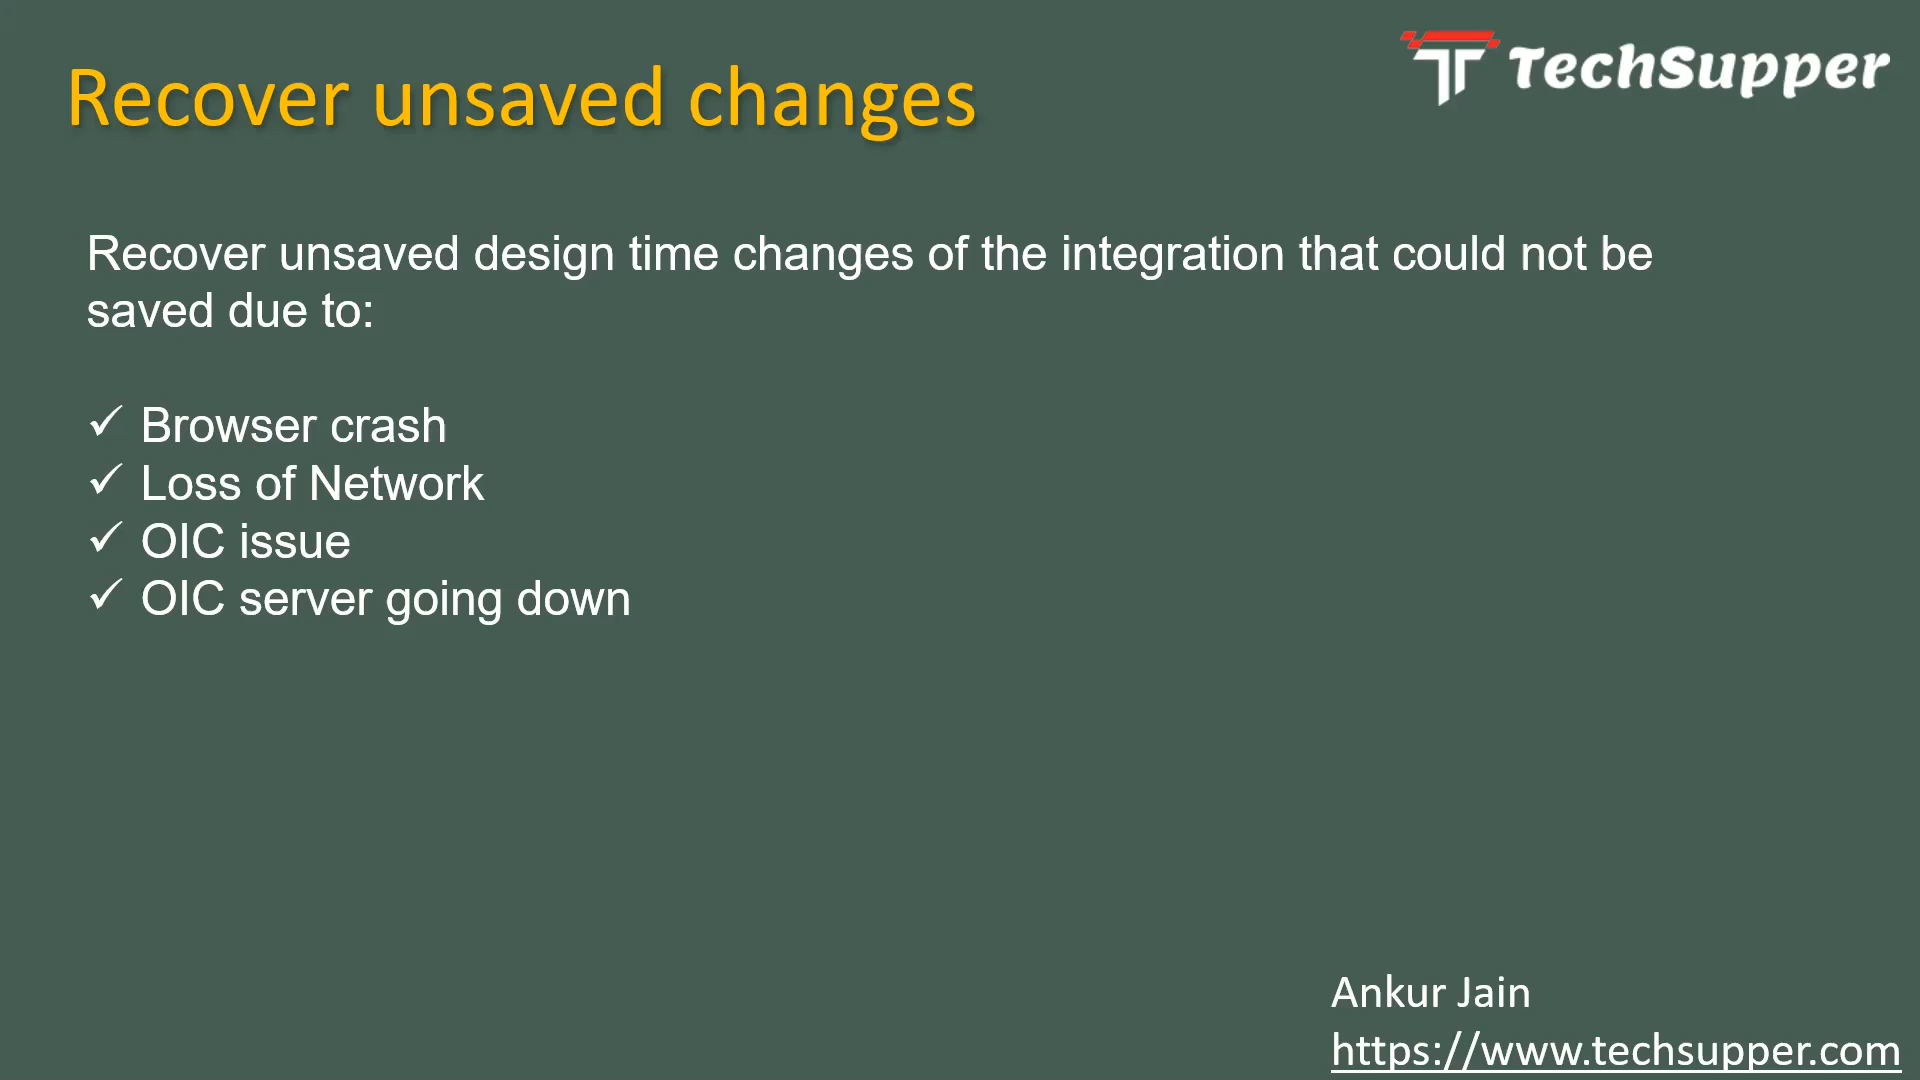 TechSupper
Recover unsaved changes
Recover unsaved design time changes of the integration that could not be
saved due to:
✓ Browser crash
✓ Loss of Network
✓ OIC issue
✓ OIC server going down
Ankur Jain
https://www.techsupper.com